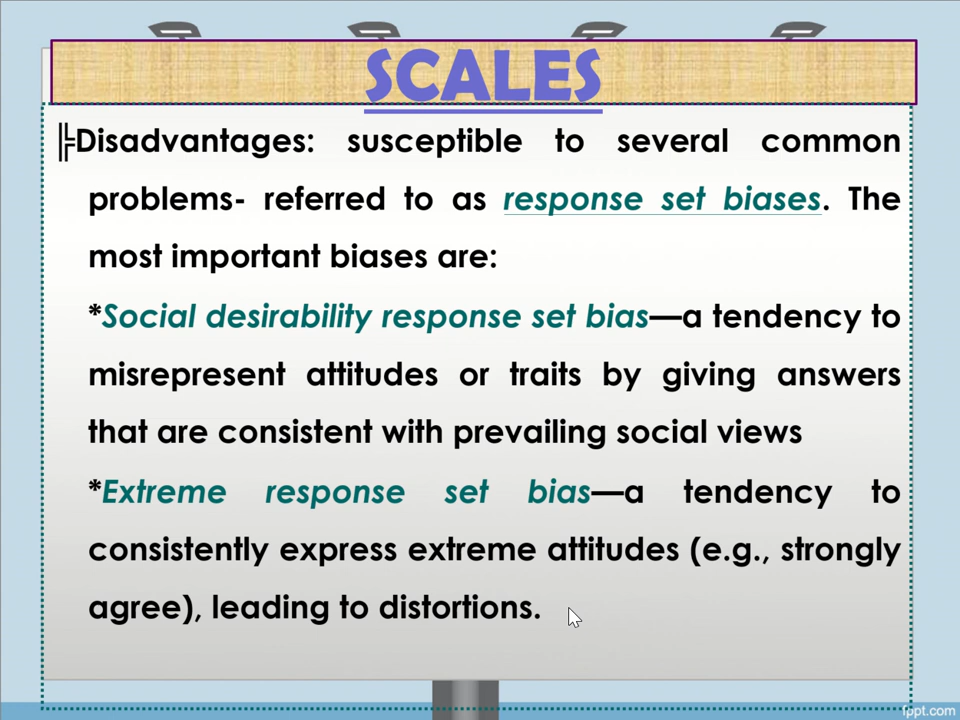 SCALES
╠Disadvantages: susceptible to several common
problems- referred to as response set biases. The
most important biases are:
*Social desirability response set bias—a tendency to
misrepresent attitudes or traits by giving answers
that are consistent with prevailing social views
*Extreme response set bias—a tendency to
consistently express extreme attitudes (e.g., strongly
agree), leading to distortions.
fppt.com